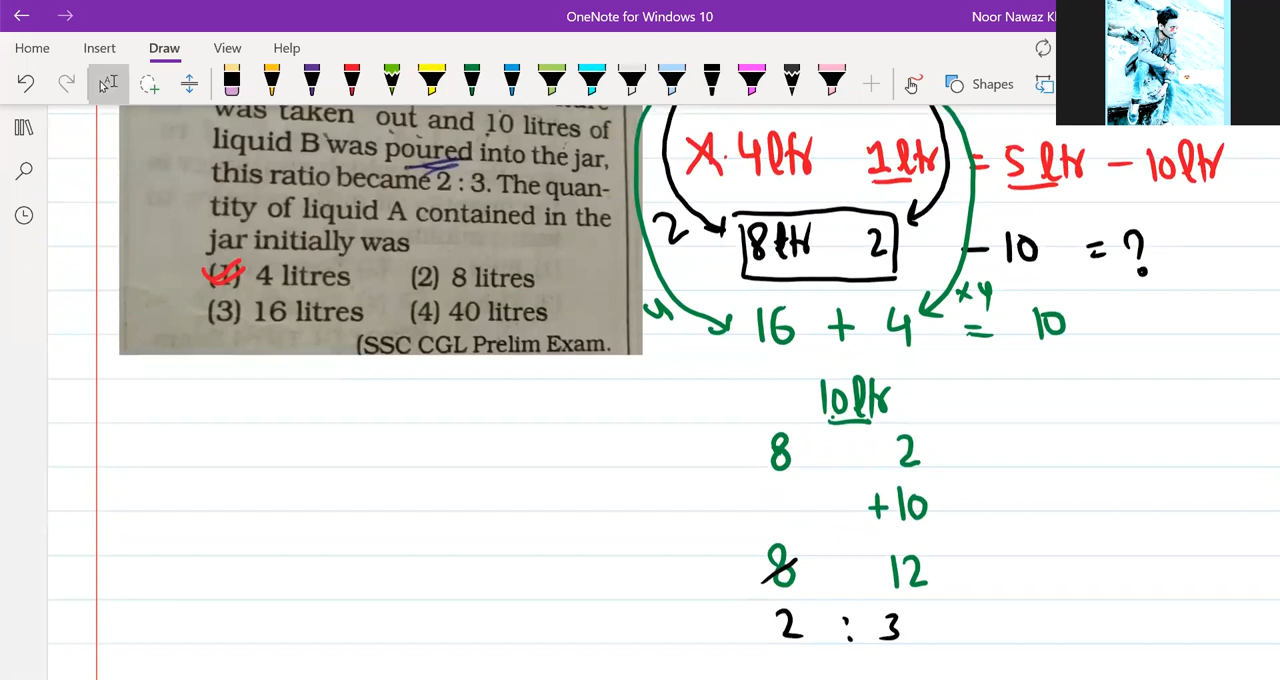 OneNote for Windows 10
Noor Nawaz Kl
Home Insert Draw View Help
Shapes
was taken out and 10 litres of
liquid B was poured into the jar,
this ratio became 2 : 3. The quan-
tity of liquid A contained in the
jar initially was
(1) 4 litres (2) 8 litres
(3) 16 litres (4) 40 litres
(SSC CGL Prelim Exam.
X. 4ltr 1ltr = 5ltr - 10ltr
2 8ltr 2 - 10 = ?
4 16 + 4 x4 = 10
10ltr
8 2
+10
8 12
2 : 3